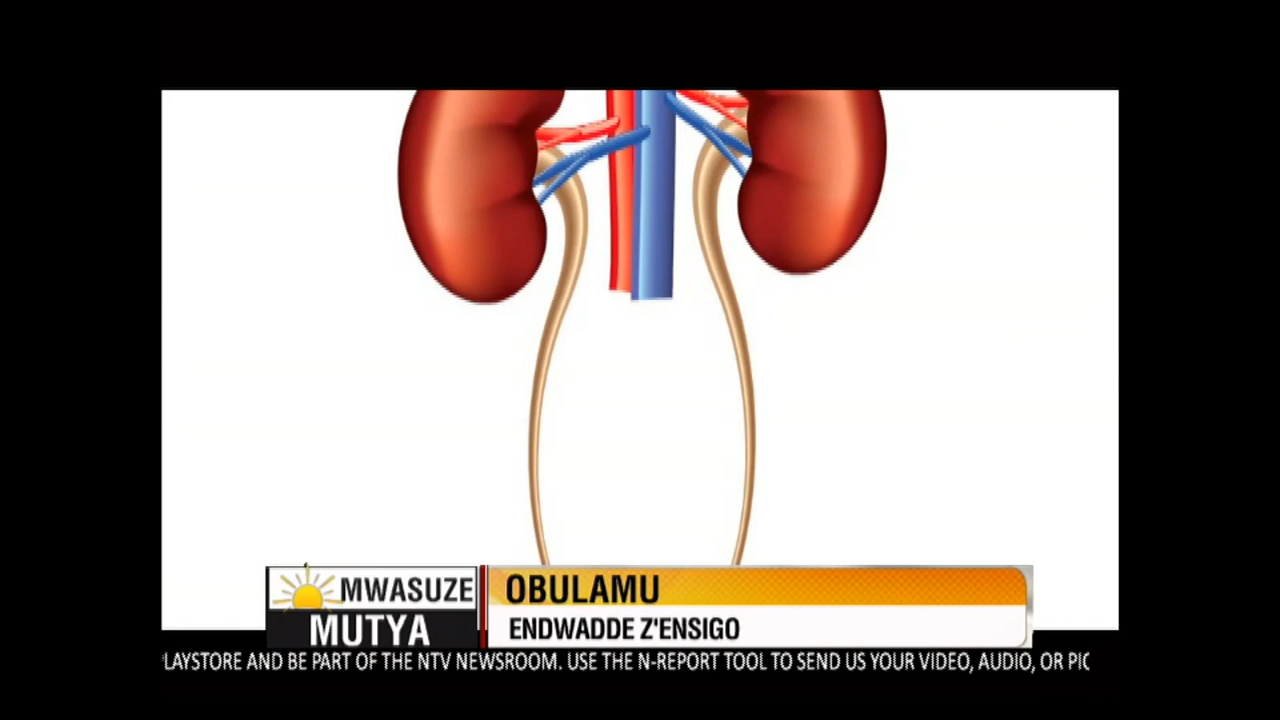 MWASUZE
MUTYA
OBULAMU
ENDWADDE Z'ENSIGO
LAYSTORE AND BE PART OF THE NTV NEWSROOM. USE THE N-REPORT TOOL TO SEND US YOUR VIDEO, AUDIO, OR PIC